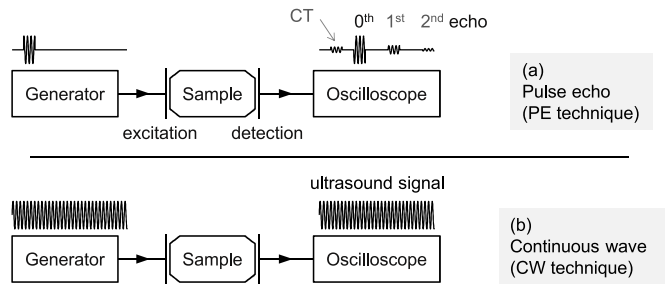 CT 0th 1st 2nd echo
Generator Sample Oscilloscope
excitation detection
(a)
Pulse echo
(PE technique)
ultrasound signal
Generator Sample Oscilloscope
(b)
Continuous wave
(CW technique)